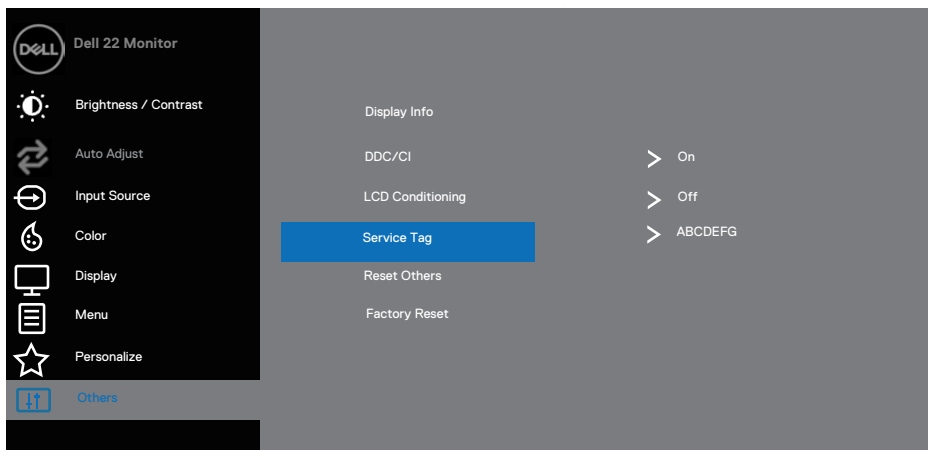 DELL
Dell 22 Monitor
Brightness / Contrast
Auto Adjust
Input Source
Color
Display
Menu
Personalize
Others
Display Info
DDC/CI > On
LCD Conditioning > Off
Service Tag > ABCDEFG
Reset Others
Factory Reset